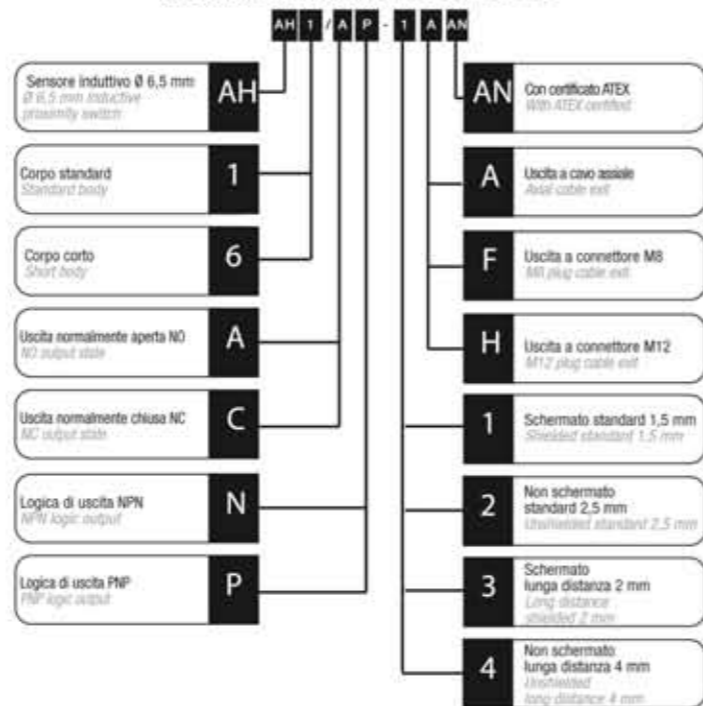 AH 1 / A P - 1 A AN
Sensore induttivo Ø 6,5 mm
Ø 6,5 mm inductive
proximity switch
AH
Corpo standard
Standard body
1
Corpo corto
Short body
6
Uscita normalmente aperta NO
NO output state
A
Uscita normalmente chiusa NC
NC output state
C
Logica di uscita NPN
NPN logic output
N
Logica di uscita PNP
PNP logic output
P
AN
Con certificato ATEX
With ATEX certified
A
Uscita a cavo assiale
Axial cable exit
F
Uscita a connettore M8
M8 plug cable exit
H
Uscita a connettore M12
M12 plug cable exit
1
Schermato standard 1,5 mm
Shielded standard 1,5 mm
2
Non schermato
standard 2,5 mm
Unshielded standard 2,5 mm
3
Schermato
lunga distanza 2 mm
Long distance
shielded 2 mm
4
Non schermato
lunga distanza 4 mm
Unshielded
long distance 4 mm